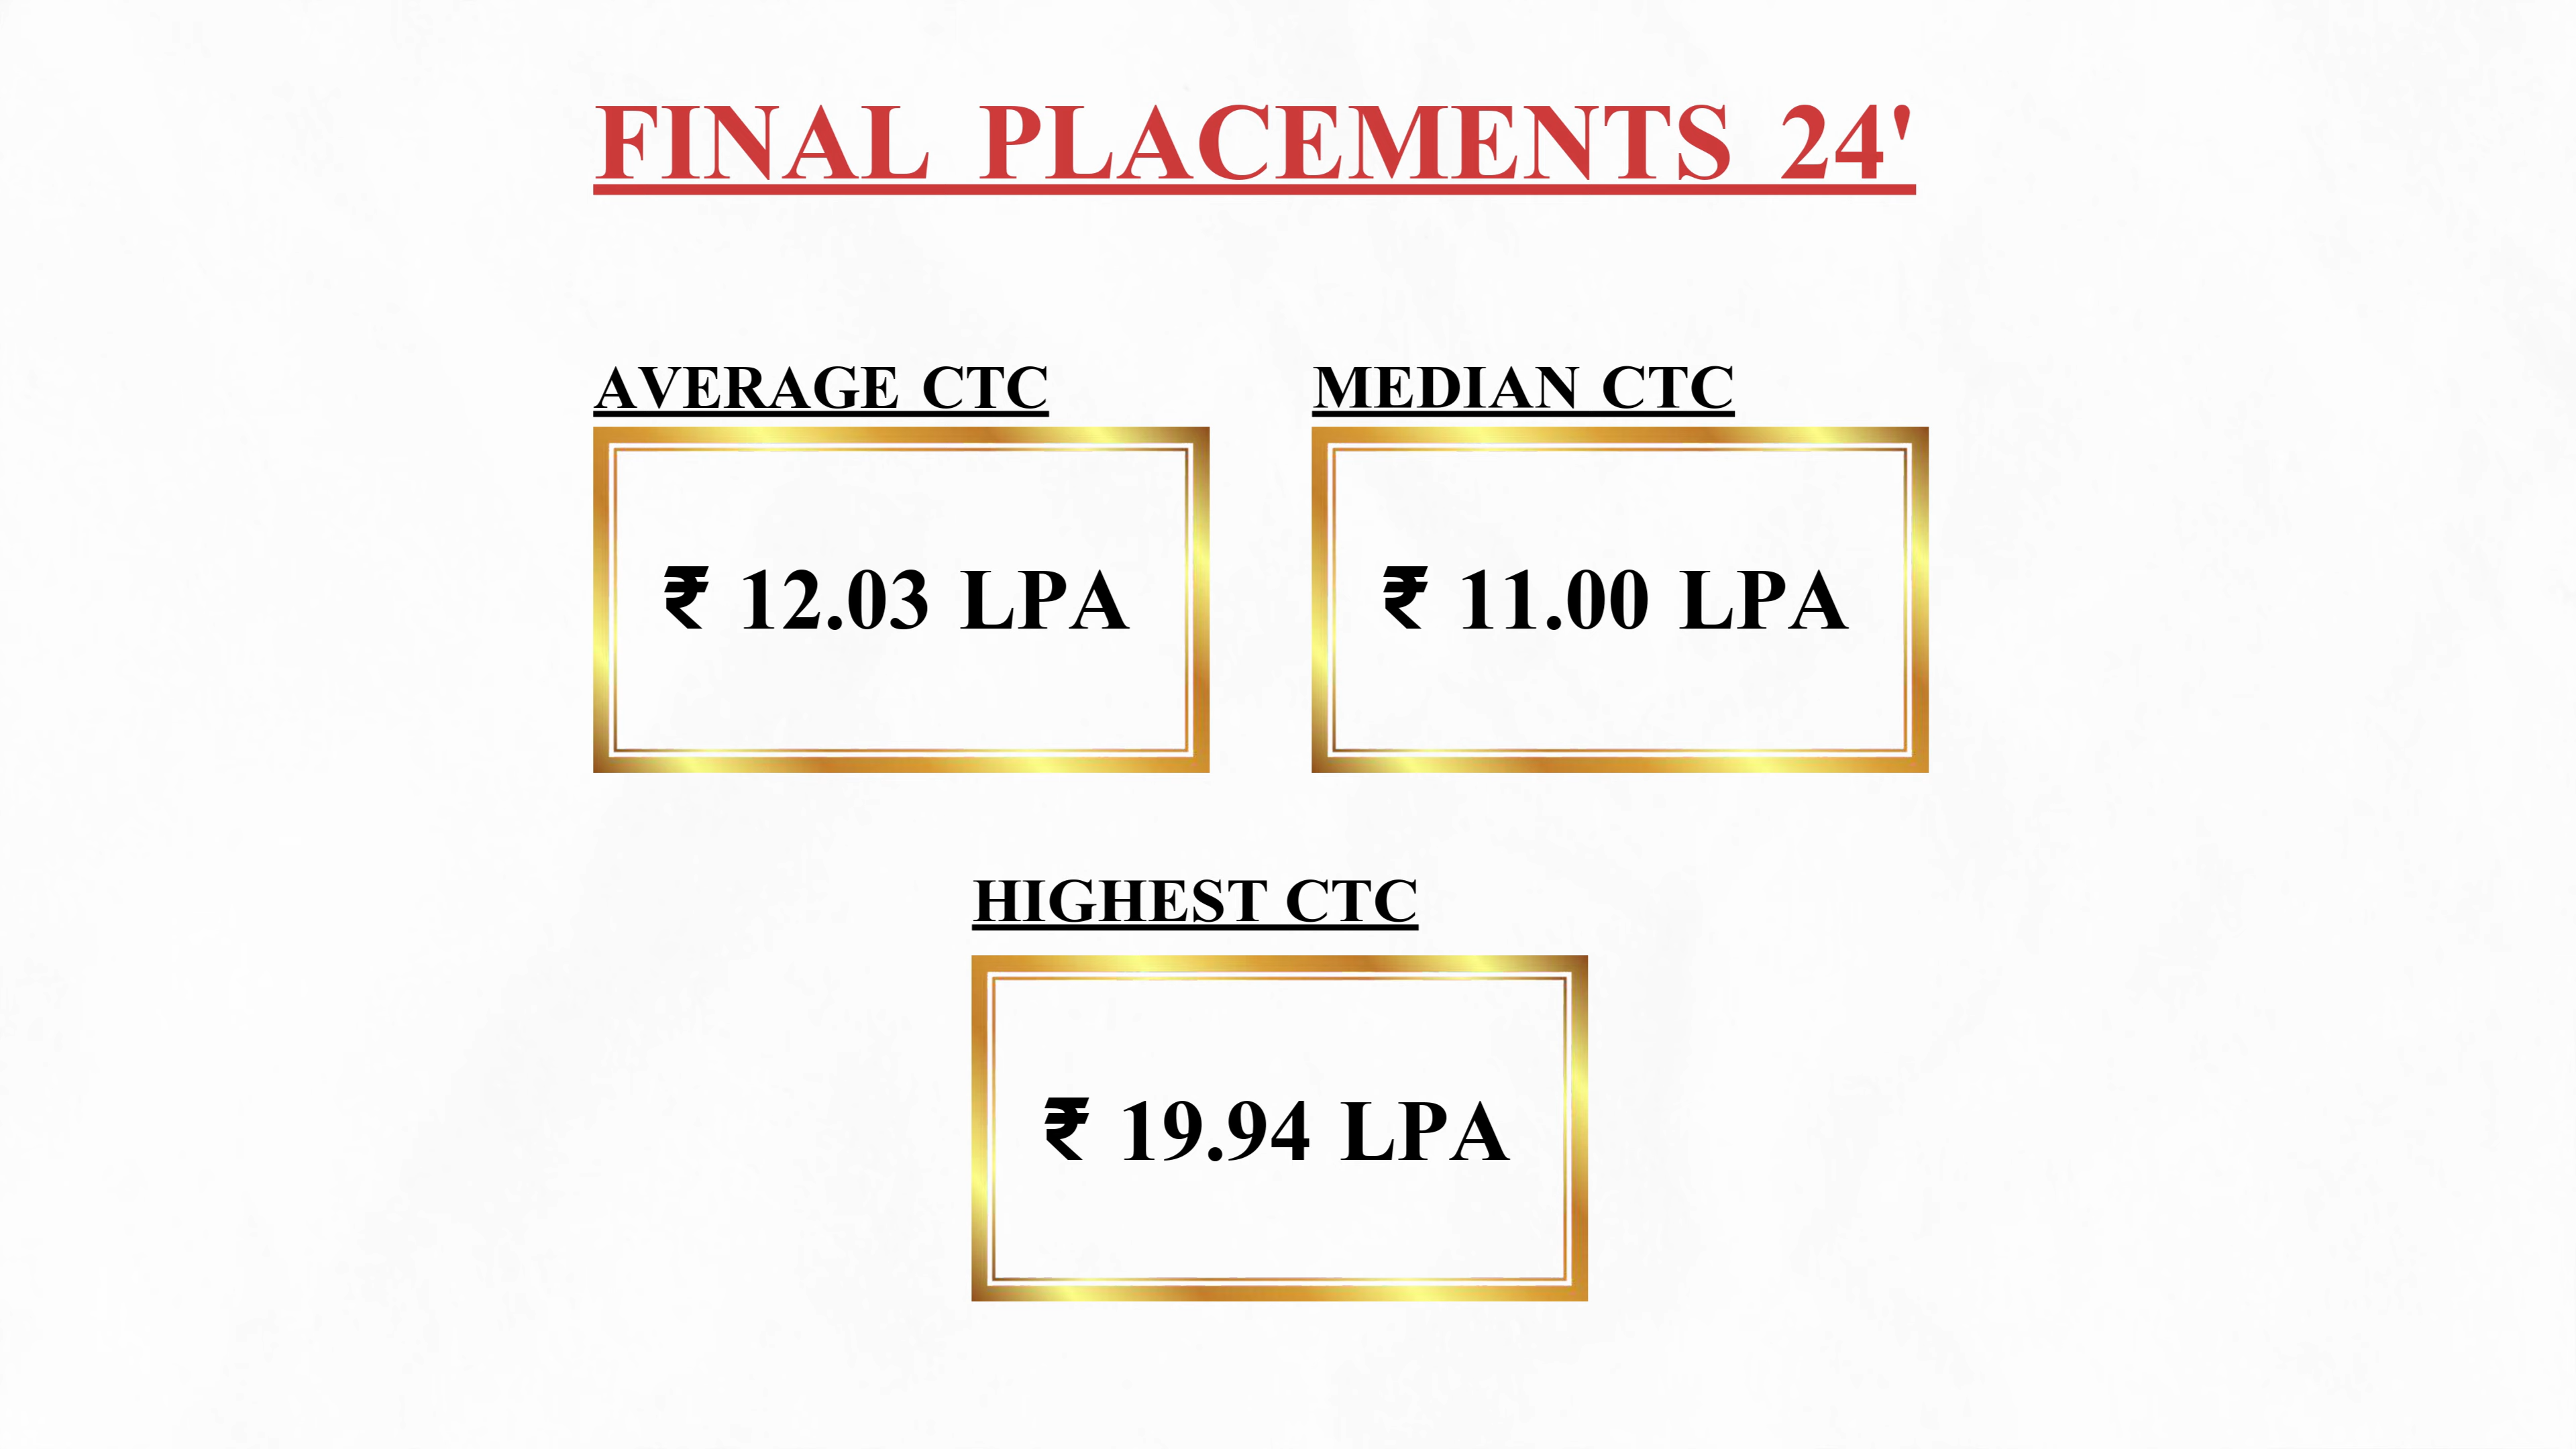 FINAL PLACEMENTS 24'
AVERAGE CTC
₹ 12.03 LPA
MEDIAN CTC
₹ 11.00 LPA
HIGHEST CTC
₹ 19.94 LPA